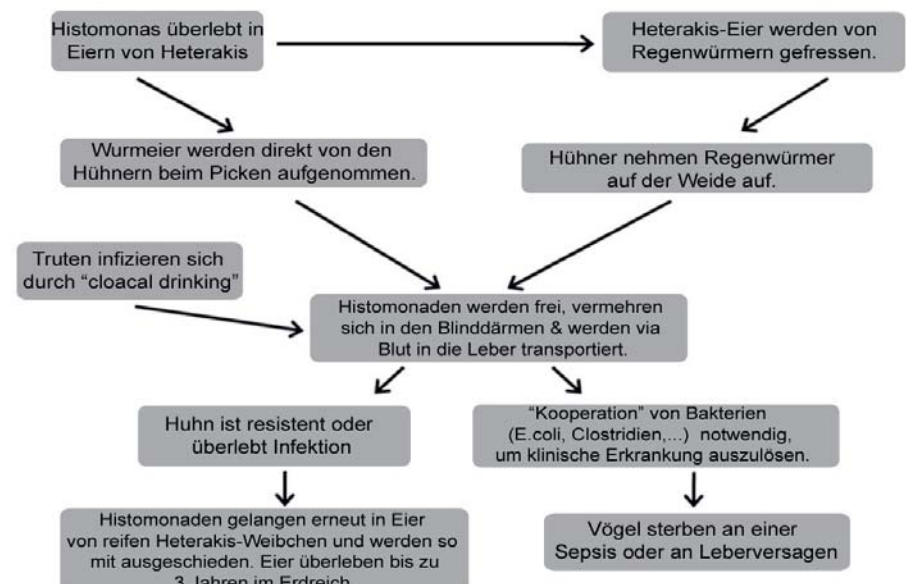 Histomonas überlebt in
Eiern von Heterakis
Heterakis-Eier werden von
Regenwürmern gefressen.
Wurmeier werden direkt von den
Hühnern beim Picken aufgenommen.
Hühner nehmen Regenwürmer
auf der Weide auf.
Truten infizieren sich
durch "cloacal drinking"
Histomonaden werden frei, vermehren
sich in den Blinddärmen & werden via
Blut in die Leber transportiert.
Huhn ist resistent oder
überlebt Infektion
"Kooperation" von Bakterien
(E.coli, Clostridien,...) notwendig,
um klinische Erkrankung auszulösen.
Histomonaden gelangen erneut in Eier
von reifen Heterakis-Weibchen und werden so
mit ausgeschieden. Eier überleben bis zu
3 Jahren im Erdreich
Vögel sterben an einer
Sepsis oder an Leberversagen